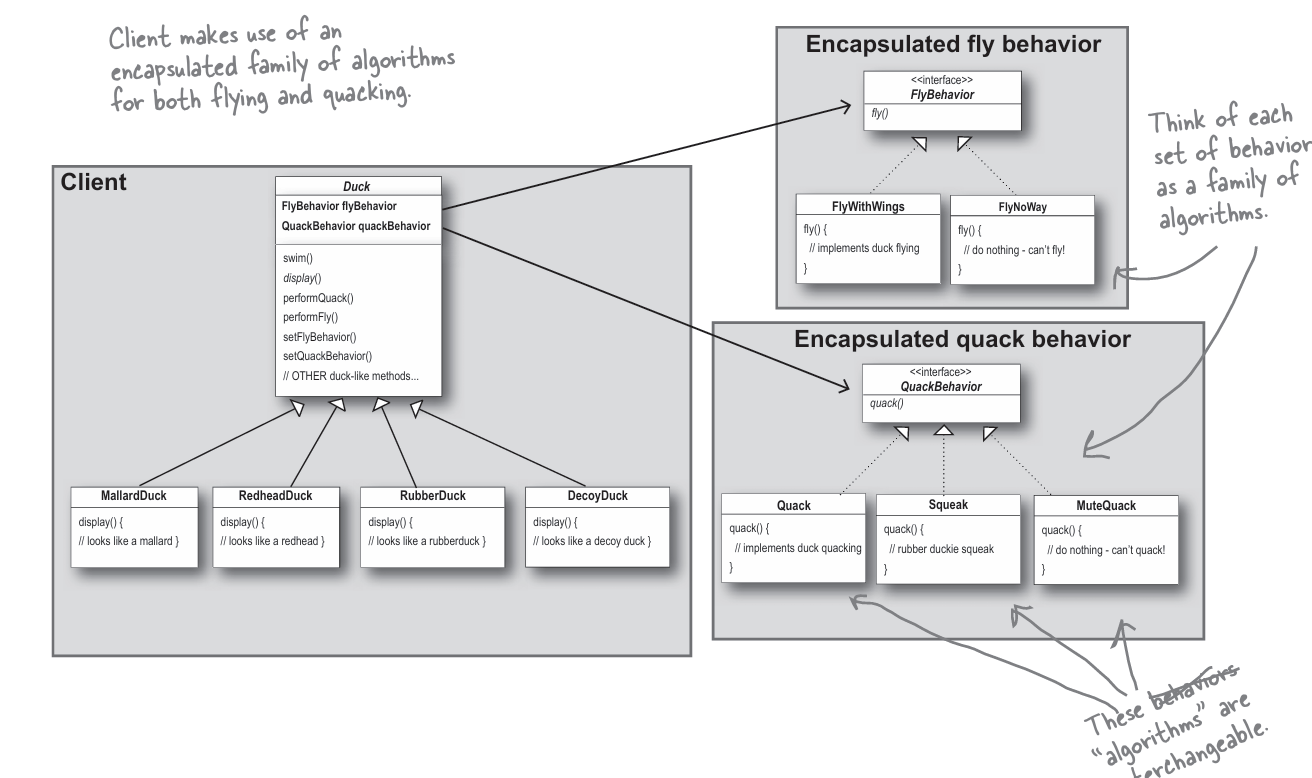 Client makes use of an
encapsulated family of algorithms
for both flying and quacking.
Client
Duck
FlyBehavior flyBehavior
QuackBehavior quackBehavior
swim()
display()
performQuack()
performFly()
setFlyBehavior()
setQuackBehavior()
// OTHER duck-like methods...
MallardDuck
display() {
// looks like a mallard }
RedheadDuck
display() {
// looks like a redhead }
RubberDuck
display() {
// looks like a rubberduck }
DecoyDuck
display() {
// looks like a decoy duck }
Encapsulated fly behavior
<<interface>>
FlyBehavior
fly()
FlyWithWings
fly() {
// implements duck flying
}
FlyNoWay
fly() {
// do nothing - can't fly!
}
Think of each
set of behavior
as a family of
algorithms.
Encapsulated quack behavior
<<interface>>
QuackBehavior
quack()
Quack
quack() {
// implements duck quacking
}
Squeak
quack() {
// rubber duckie squeak
}
MuteQuack
quack() {
// do nothing - can't quack!
}
These behaviors
“algorithms” are
terchangeable.